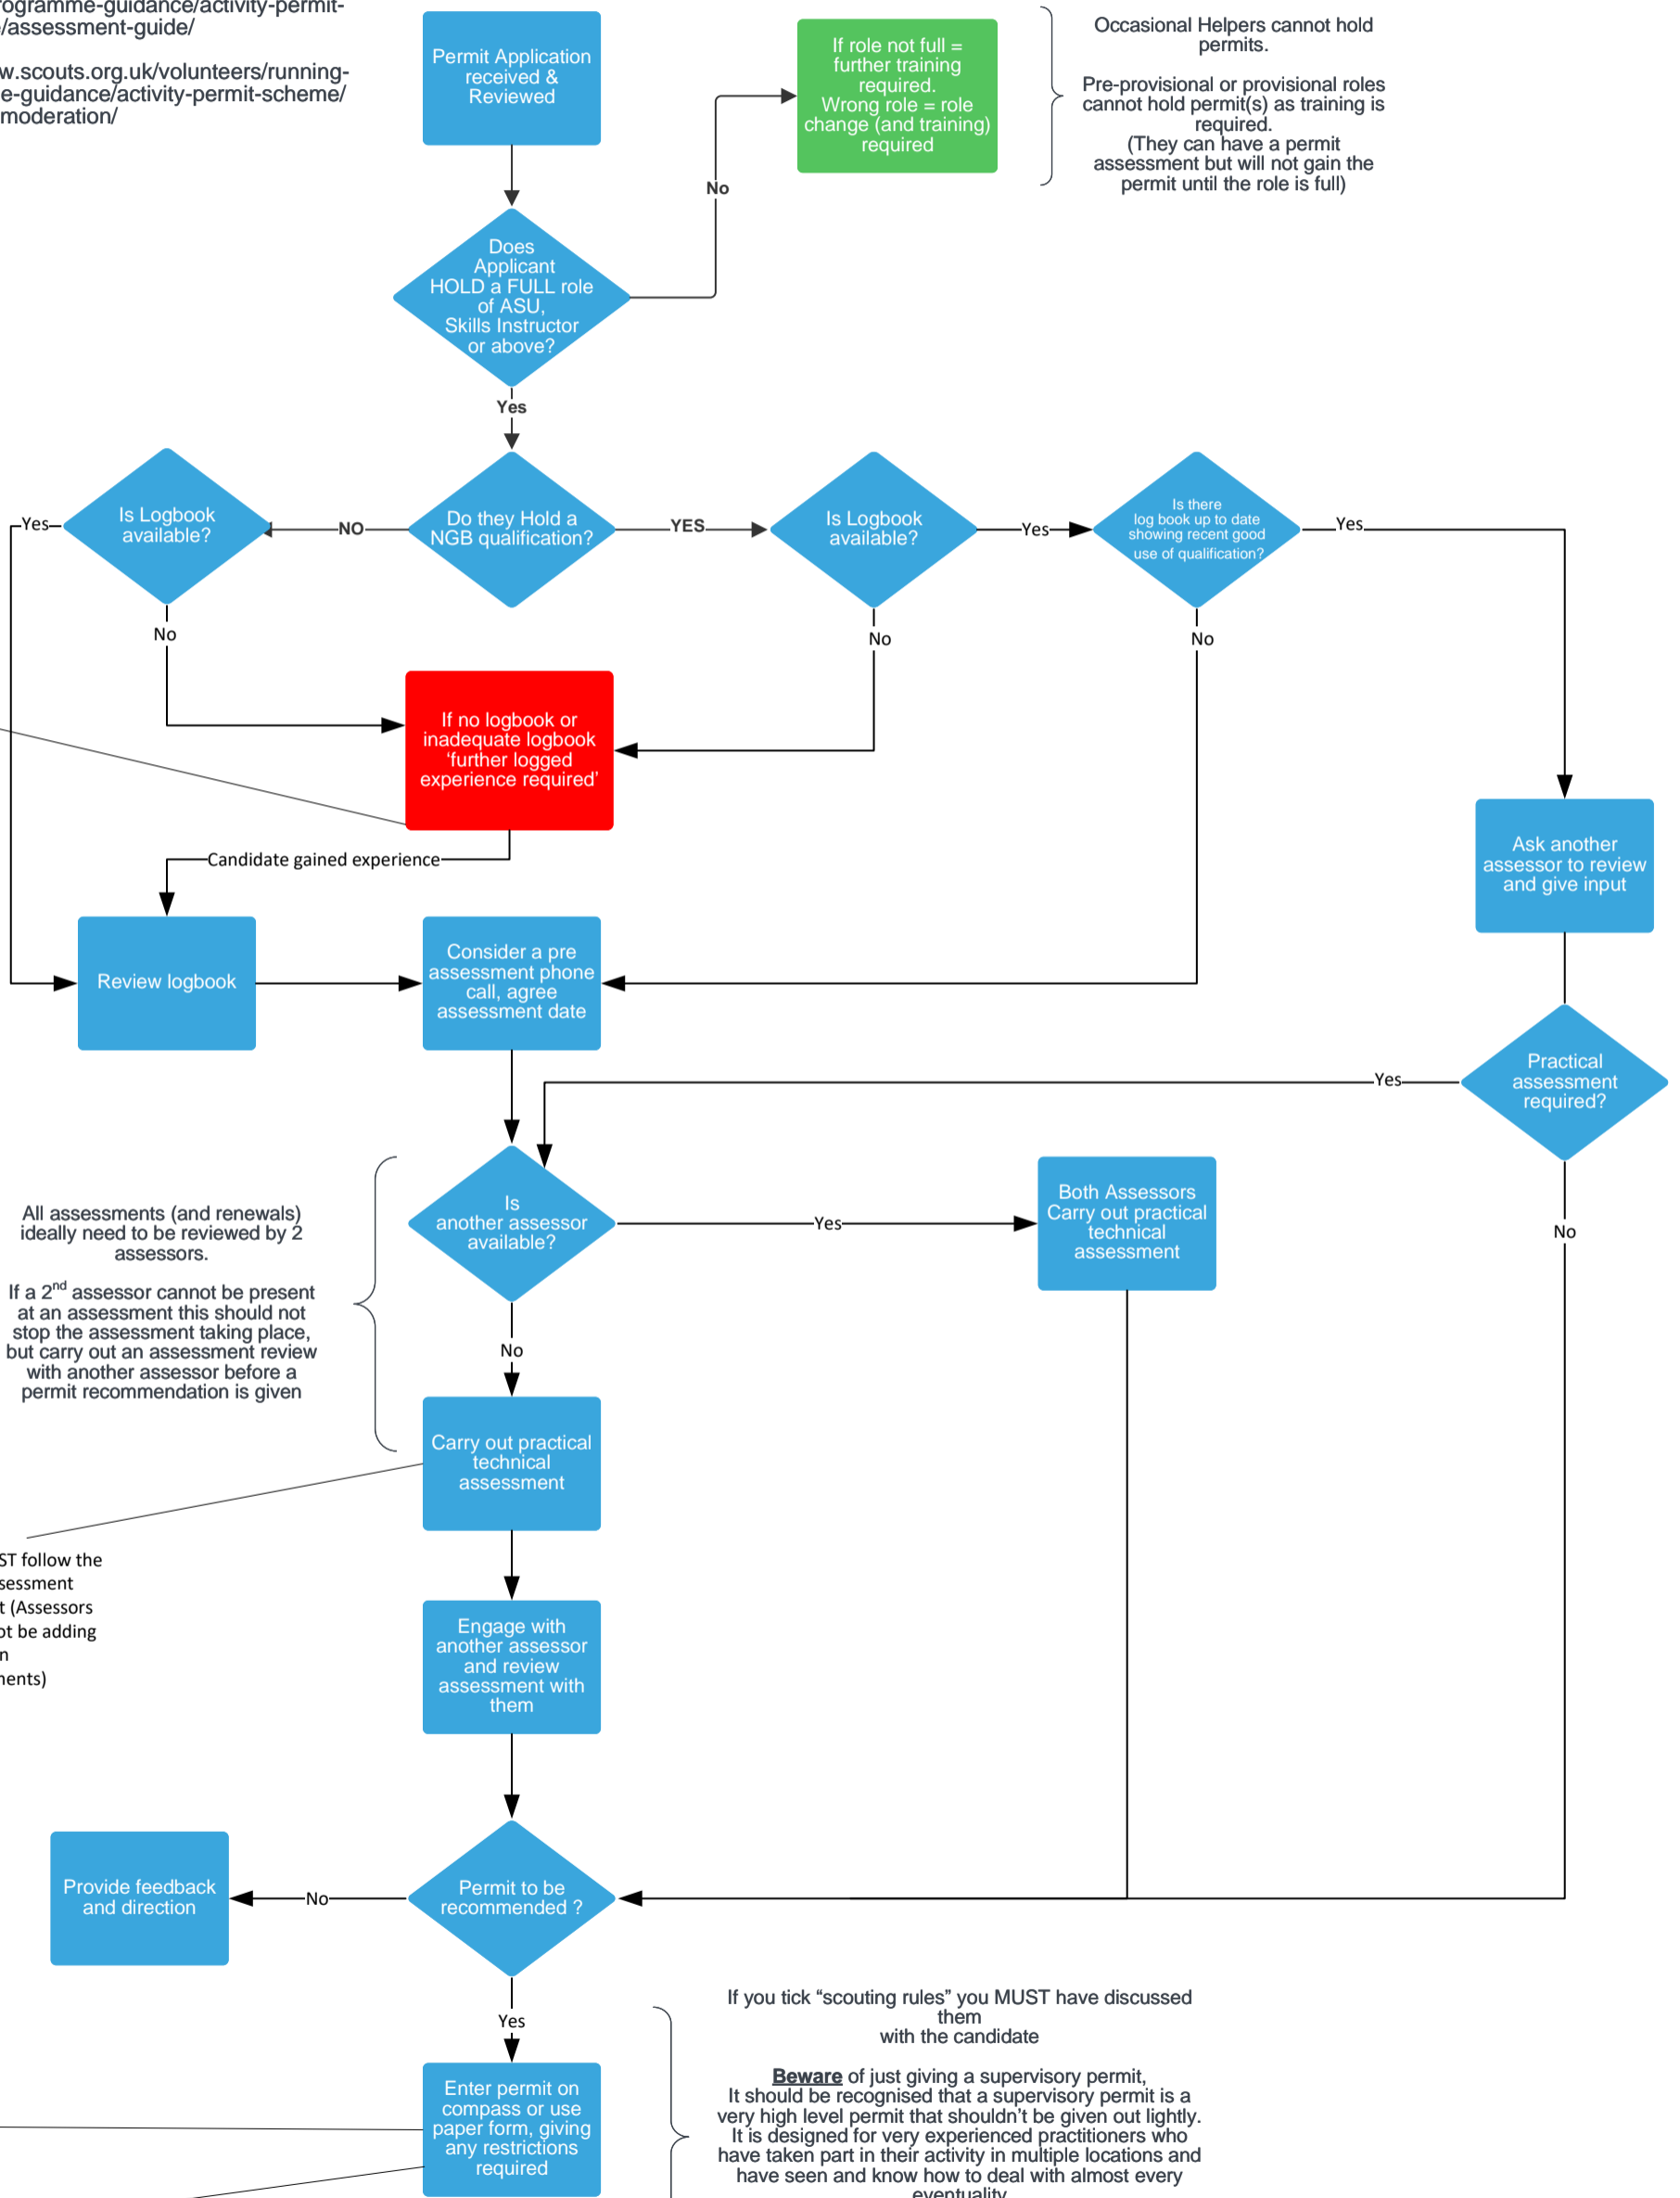 rogramme-guidance/activity-permit-
/assessment-guide/
w.scouts.org.uk/volunteers/running-
e-guidance/activity-permit-scheme/
moderation/
Permit Application
received &
Reviewed
If role not full =
further training
required.
Wrong role = role
change (and training)
required
Occasional Helpers cannot hold
permits.
Pre-provisional or provisional roles
cannot hold permit(s) as training is
required.
(They can have a permit
assessment but will not gain the
permit until the role is full)
No
Does
Applicant
HOLD a FULL role
of ASU,
Skills Instructor
or above?
Yes
Yes
Is Logbook
available?
NO
Do they Hold a
NGB qualification?
YES
Is Logbook
available?
Yes
Is there
log book up to date
showing recent good
use of qualification?
Yes
No
No
No
If no logbook or
inadequate logbook
‘further logged
experience required’
Candidate gained experience
Ask another
assessor to review
and give input
Review logbook
Consider a pre
assessment phone
call, agree
assessment date
Practical
assessment
required?
Yes
No
All assessments (and renewals)
ideally need to be reviewed by 2
assessors.
If a 2nd assessor cannot be present
at an assessment this should not
stop the assessment taking place,
but carry out an assessment review
with another assessor before a
permit recommendation is given
Is
another assessor
available?
Yes
Both Assessors
Carry out practical
technical
assessment
No
Carry out practical
technical
assessment
ST follow the
sessment
t (Assessors
ot be adding
n
nents)
Engage with
another assessor
and review
assessment with
them
Provide feedback
and direction
No
Permit to be
recommended ?
Yes
Enter permit on
compass or use
paper form, giving
any restrictions
required
If you tick “scouting rules” you MUST have discussed
them
with the candidate
Beware of just giving a supervisory permit,
It should be recognised that a supervisory permit is a
very high level permit that shouldn’t be given out lightly.
It is designed for very experienced practitioners who
have taken part in their activity in multiple locations and
have seen and know how to deal with almost every
eventuality